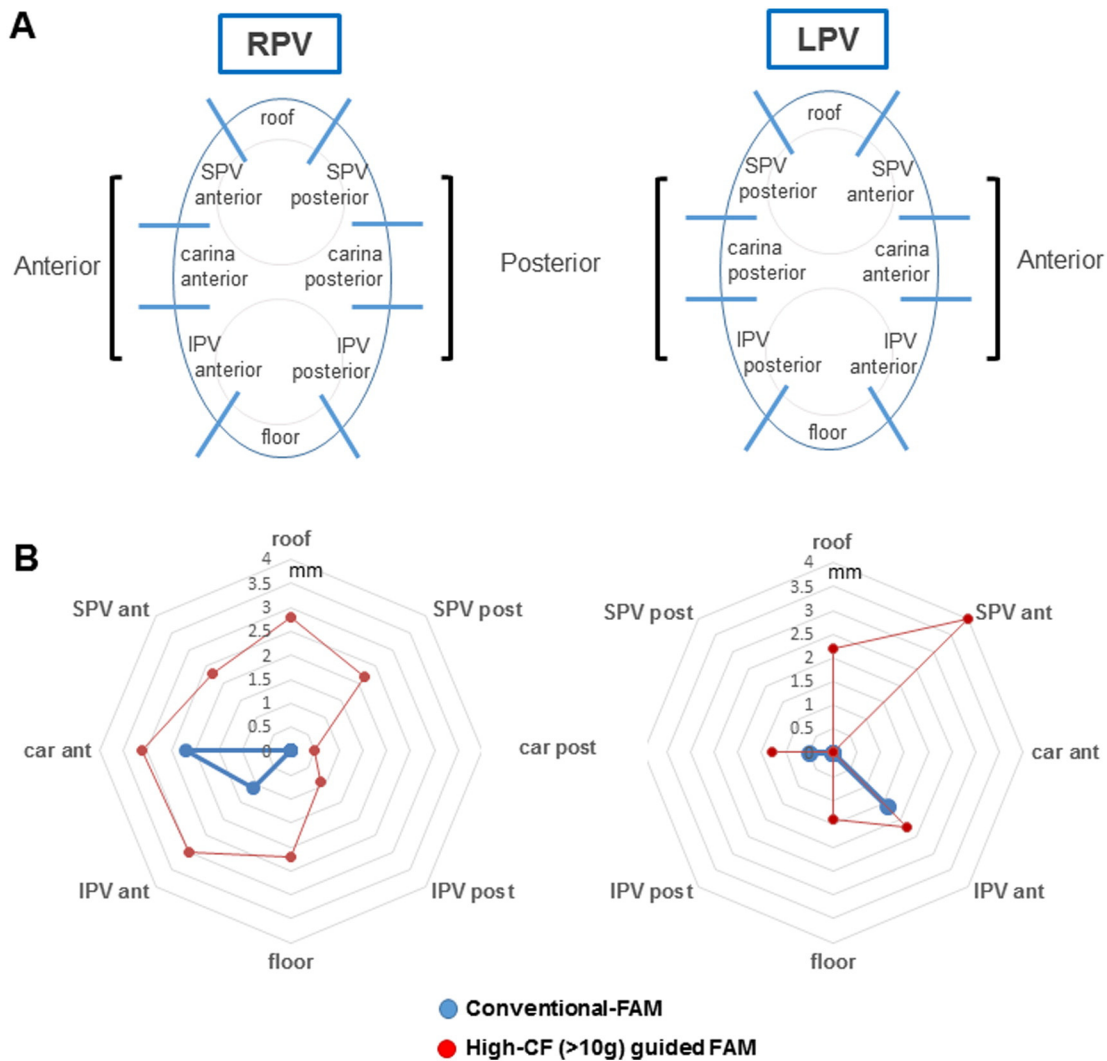 A
RPV
LPV
roof
SPV
anterior
SPV
posterior
carina
anterior
carina
posterior
IPV
anterior
IPV
posterior
floor
Anterior
Posterior
roof
SPV
posterior
SPV
anterior
carina
posterior
carina
anterior
IPV
posterior
IPV
anterior
floor
Anterior
B
roof
mm
4
3.5
3
2.5
2
1.5
1
0.5
0
SPV ant
SPV post
car ant
car post
IPV ant
IPV post
floor
roof
mm
4
3.5
3
2.5
2
1.5
1
0.5
0
SPV post
SPV ant
car ant
IPV post
IPV ant
floor
Conventional-FAM
High-CF (>10g) guided FAM